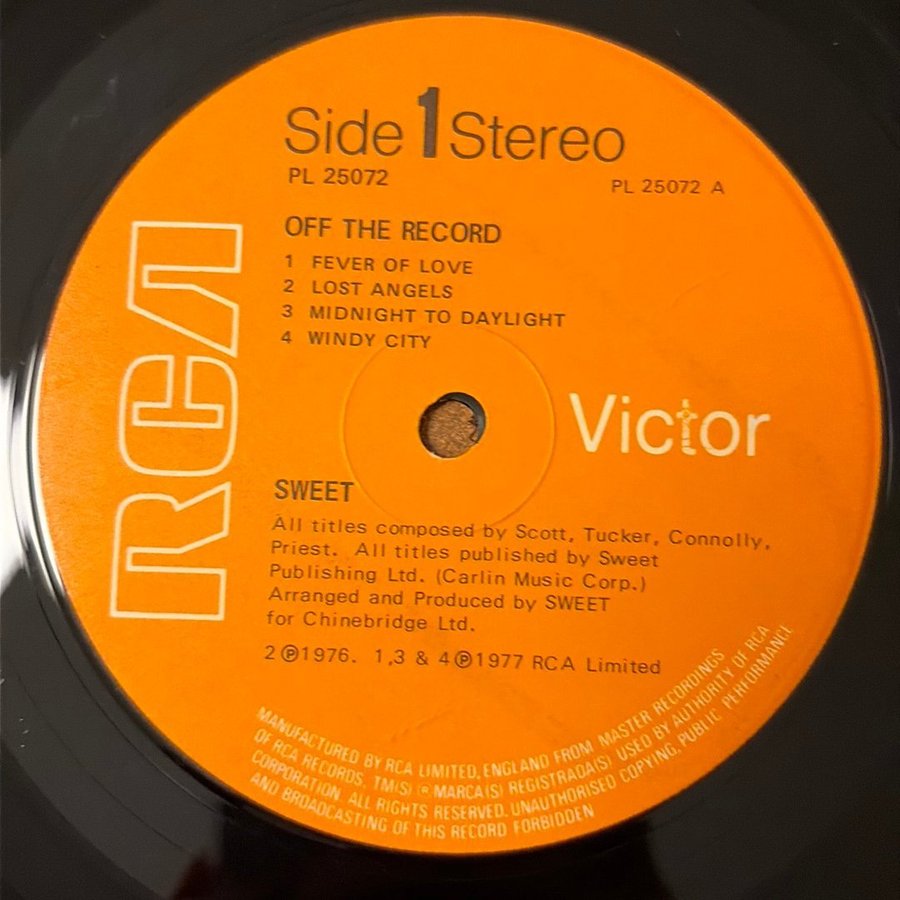 Side 1 Stereo
PL 25072
PL 25072 A
OFF THE RECORD
1 FEVER OF LOVE
2 LOST ANGELS
3 MIDNIGHT TO DAYLIGHT
4 WINDY CITY
RCA
Victor
SWEET
All titles composed by Scott, Tucker, Connolly,
Priest. All titles published by Sweet
Publishing Ltd. (Carlin Music Corp.)
Arranged and Produced by SWEET
for Chinebridge Ltd.
2 ℗1976. 1,3 & 4 ℗1977 RCA Limited
MANUFACTURED BY RCA LIMITED, ENGLAND FROM MASTER RECORDINGS
OF RCA RECORDS. TM(S) ® MARCA(S) REGISTRADA(S) USED BY AUTHORITY OF RCA
CORPORATION. ALL RIGHTS RESERVED. UNAUTHORISED COPYING, PUBLIC PERFORMANCE
AND BROADCASTING OF THIS RECORD FORBIDDEN